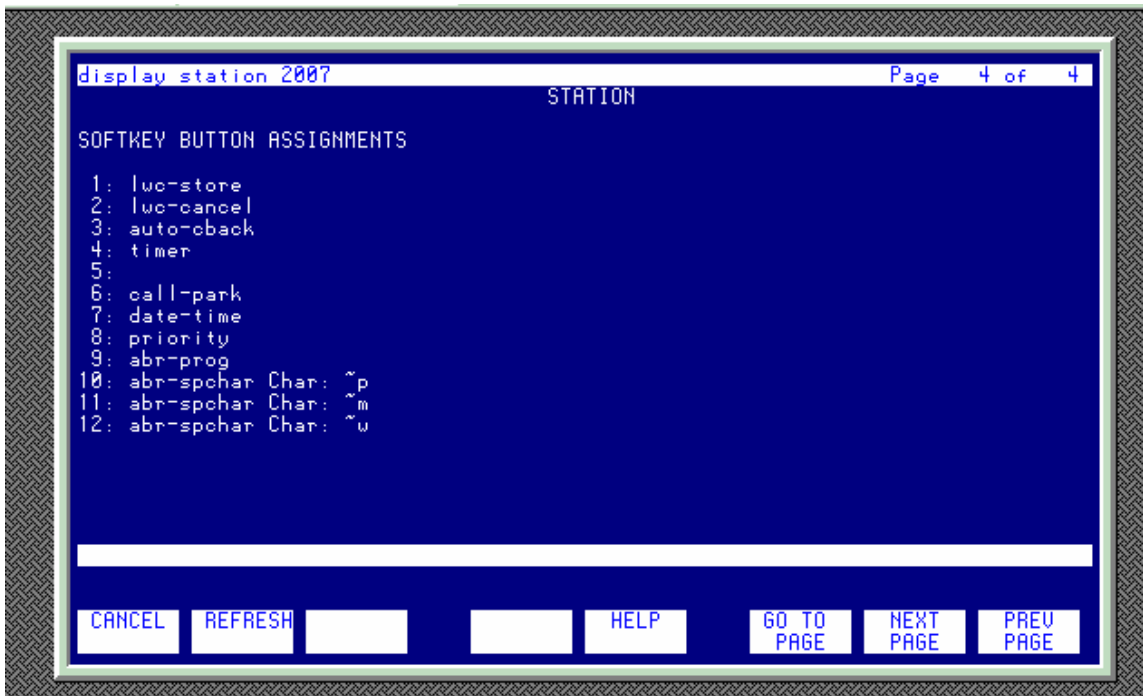 display station 2007 Page 4 of 4
STATION
SOFTKEY BUTTON ASSIGNMENTS
1: lwc-store
2: lwc-cancel
3: auto-cback
4: timer
5:
6: call-park
7: date-time
8: priority
9: abr-prog
10: abr-spchar Char: ~p
11: abr-spchar Char: ~m
12: abr-spchar Char: ~w
CANCEL REFRESH HELP GO TO PAGE NEXT PAGE PREV PAGE